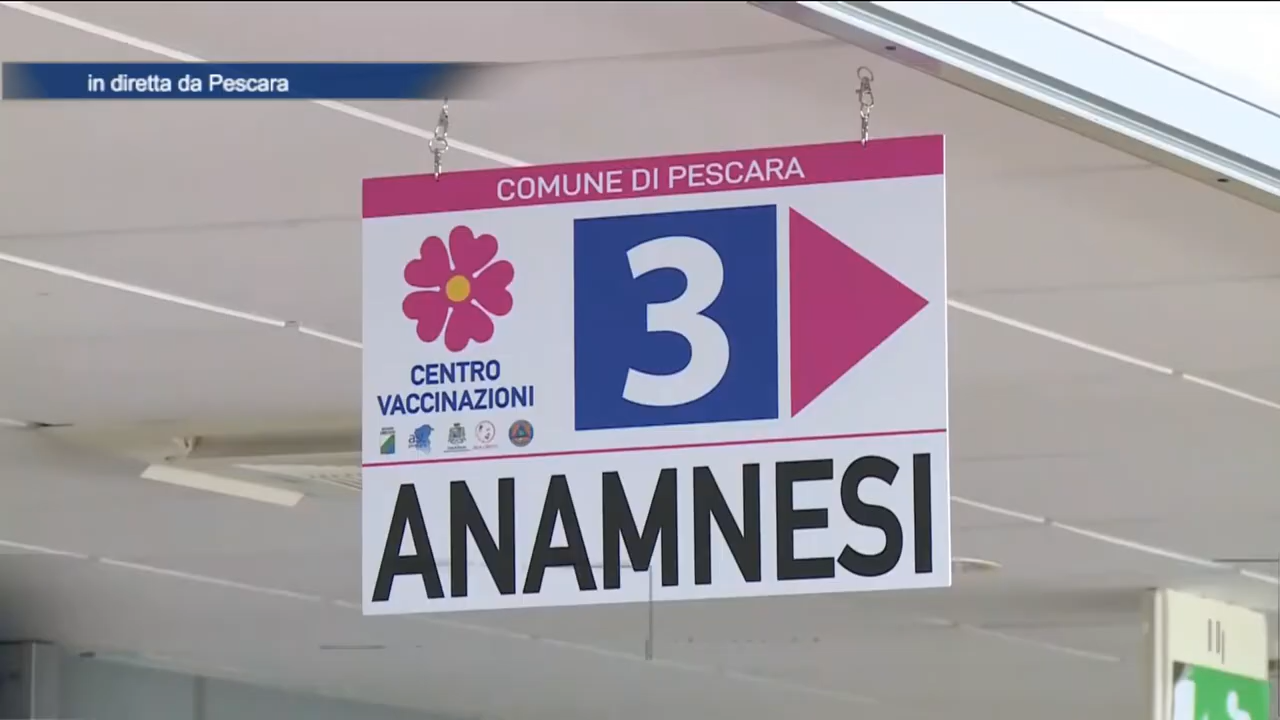 in diretta da Pescara
COMUNE DI PESCARA
3
CENTRO
VACCINAZIONI
ANAMNESI